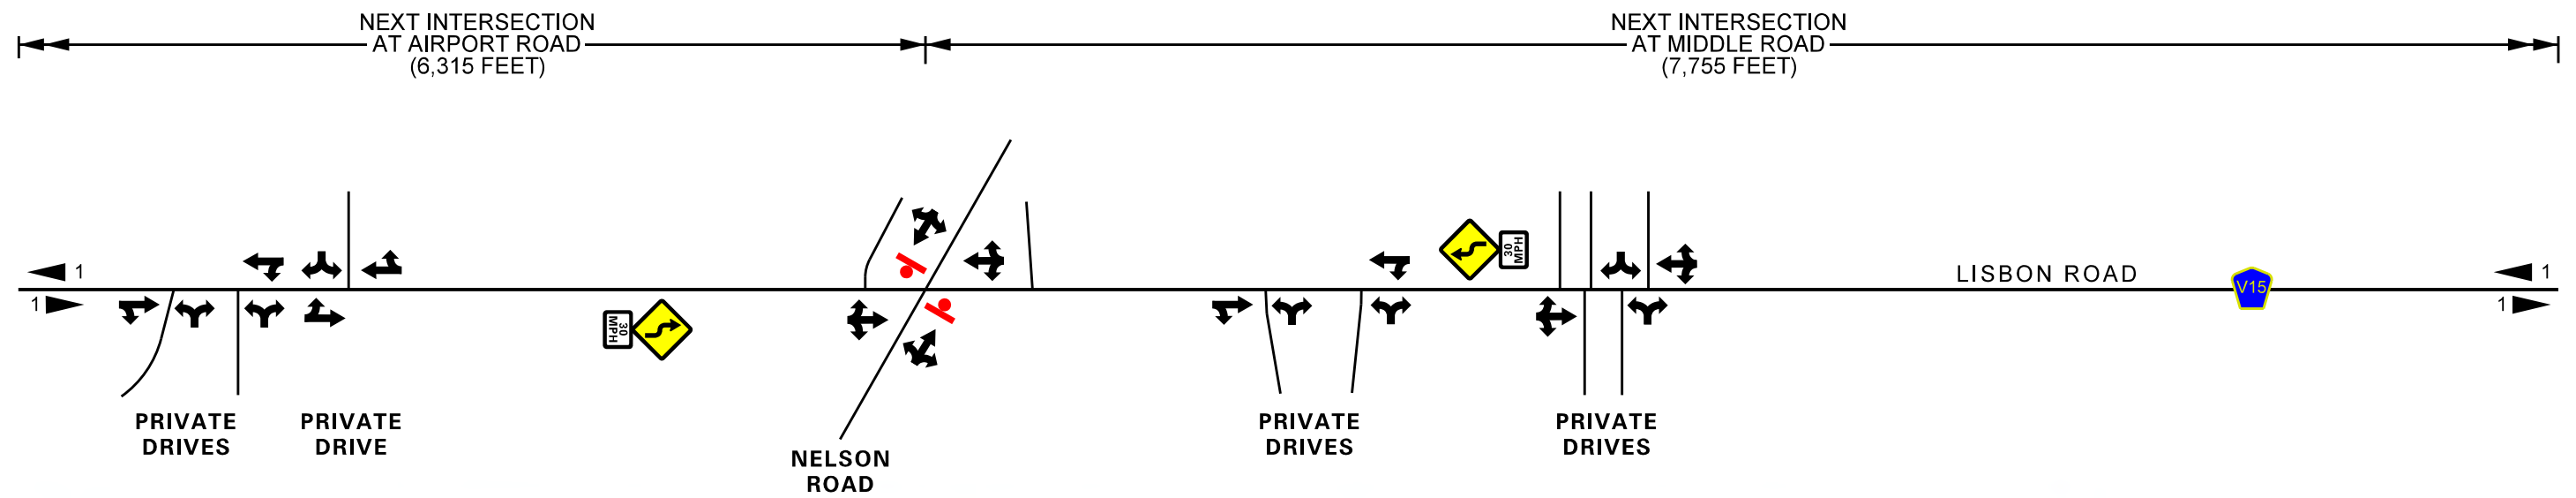 NEXT INTERSECTION
AT AIRPORT ROAD
(6,315 FEET)
NEXT INTERSECTION
AT MIDDLE ROAD
(7,755 FEET)
1
1
30
MPH
30
MPH
LISBON ROAD
V15
1
1
PRIVATE
DRIVES
PRIVATE
DRIVE
NELSON
ROAD
PRIVATE
DRIVES
PRIVATE
DRIVES